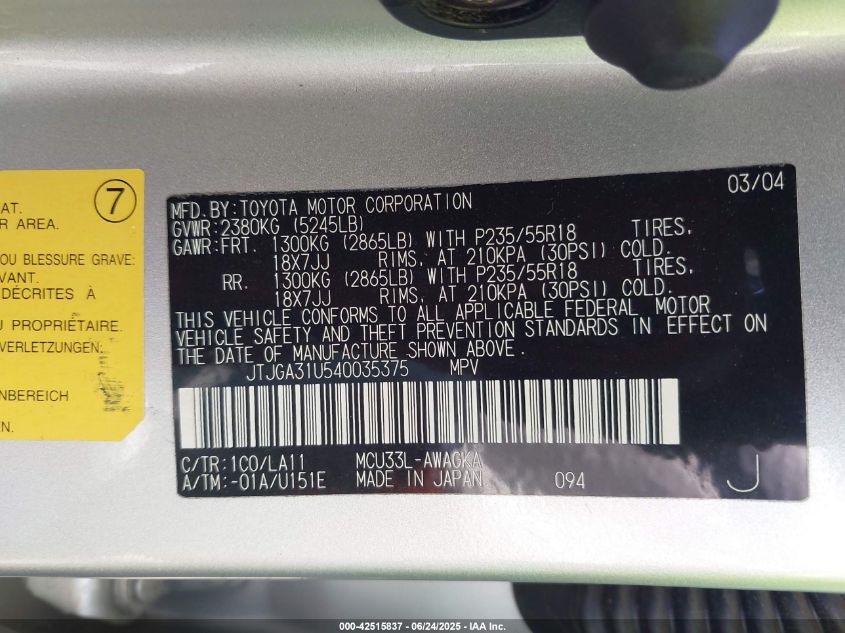 7
AT.
R AREA.
OU BLESSURE GRAVE:
VANT.
DÉCRITES À
U PROPRIÉTAIRE.
VERLETZUNGEN:
NBEREICH
EN.
03/04
MFD.BY:TOYOTA MOTOR CORPORATION
GVWR:2380KG (5245LB)
GAWR:FRT. 1300KG (2865LB) WITH P235/55R18 TIRES,
18X7JJ RIMS, AT 210KPA (30PSI) COLD.
RR. 1300KG (2865LB) WITH P235/55R18 TIRES,
18X7JJ RIMS, AT 210KPA (30PSI) COLD.
THIS VEHICLE CONFORMS TO ALL APPLICABLE FEDERAL MOTOR
VEHICLE SAFETY AND THEFT PREVENTION STANDARDS IN EFFECT ON
THE DATE OF MANUFACTURE SHOWN ABOVE.
JTJGA31U540035375 MPV
C/TR:1C0/LA11 MCU33L-AWAGKA
A/TM:-01A/U151E MADE IN JAPAN 094 J
000-42515837 - 06/24/2025 - IAA Inc.